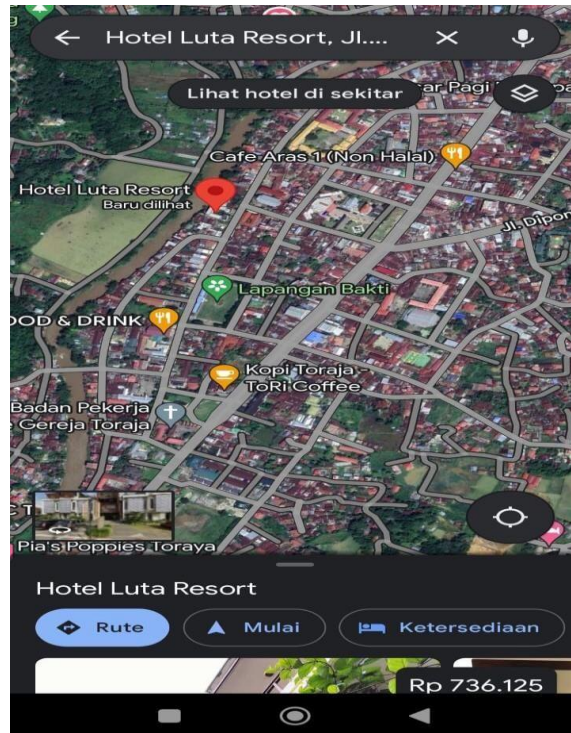 Hotel Luta Resort, Jl....
Lihat hotel di sekitar
ar Pagi
Cafe Aras 1 (Non Halal)
Hotel Luta Resort
Baru dilihat
Jl. Dipon
Lapangan Bakti
OOD & DRINK
Kopi Toraja -
ToRi Coffee
Badan Pekerja
Gereja Toraja
Pia's Poppies Toraya
Hotel Luta Resort
Rute
Mulai
Ketersediaan
Rp 736.125